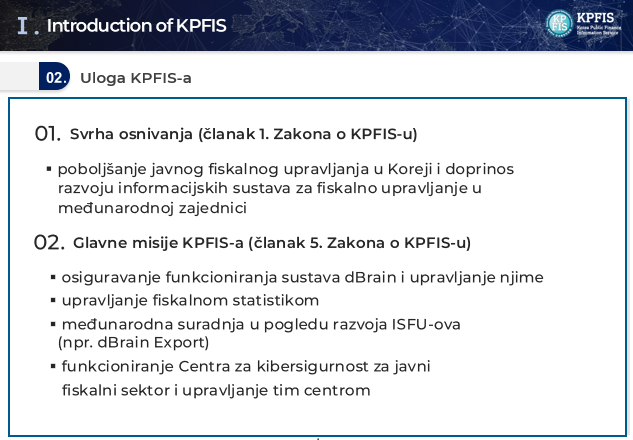 I. Introduction of KPFIS
KP
FIS
KPFIS
Korea Public Finance
Information Service
02. Uloga KPFIS-a
01. Svrha osnivanja (članak 1. Zakona o KPFIS-u)
▪ poboljšanje javnog fiskalnog upravljanja u Koreji i doprinos
razvoju informacijskih sustava za fiskalno upravljanje u
međunarodnoj zajednici
02. Glavne misije KPFIS-a (članak 5. Zakona o KPFIS-u)
▪ osiguravanje funkcioniranja sustava dBrain i upravljanje njime
▪ upravljanje fiskalnom statistikom
▪ međunarodna suradnja u pogledu razvoja ISFU-ova
(npr. dBrain Export)
▪ funkcioniranje Centra za kibersigurnost za javni
fiskalni sektor i upravljanje tim centrom